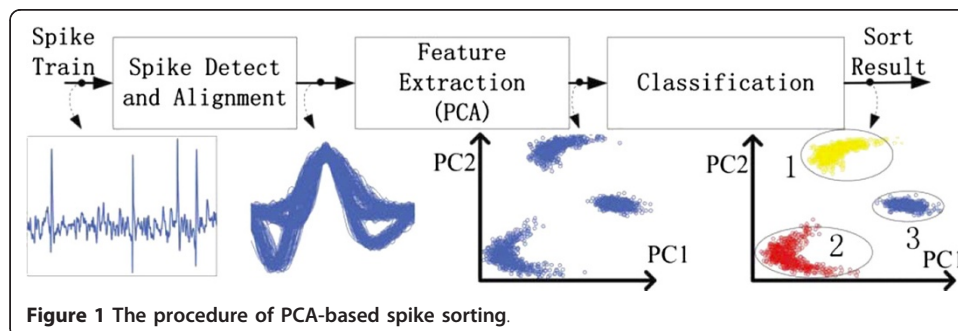 Spike
Train
Spike Detect
and Alignment
Feature
Extraction
(PCA)
Classification
Sort
Result
PC2
PC1
PC2
1
2
3
PC1
Figure 1 The procedure of PCA-based spike sorting.